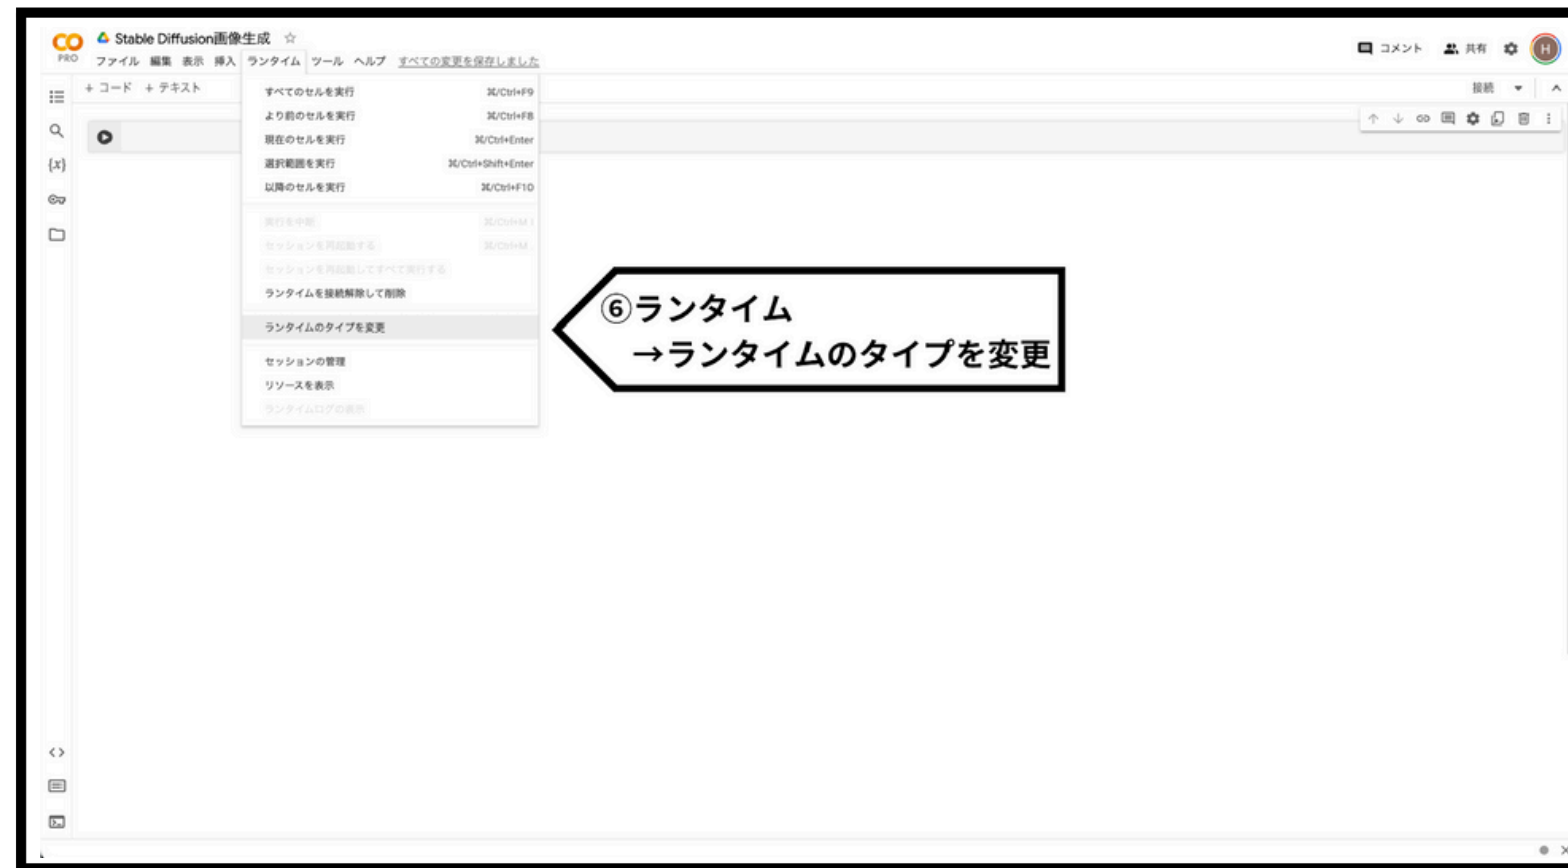 CO Stable Diffusion画像生成 ☆
PRO ファイル 編集 表示 挿入 ランタイム ツール ヘルプ すべての変更を保存しました
コメント 共有 H
+ コード + テキスト
接続
すべてのセルを実行 ⌘/Ctrl+F9
より前のセルを実行 ⌘/Ctrl+F8
現在のセルを実行 ⌘/Ctrl+Enter
選択範囲を実行 ⌘/Ctrl+Shift+Enter
以降のセルを実行 ⌘/Ctrl+F10
実行を中断 ⌘/Ctrl+M I
セッションを再起動する ⌘/Ctrl+M .
セッションを再起動してすべて実行する
ランタイムを接続解除して削除
ランタイムのタイプを変更
セッションの管理
リソースを表示
ランタイムログの表示
{x}
⑥ランタイム
→ランタイムのタイプを変更